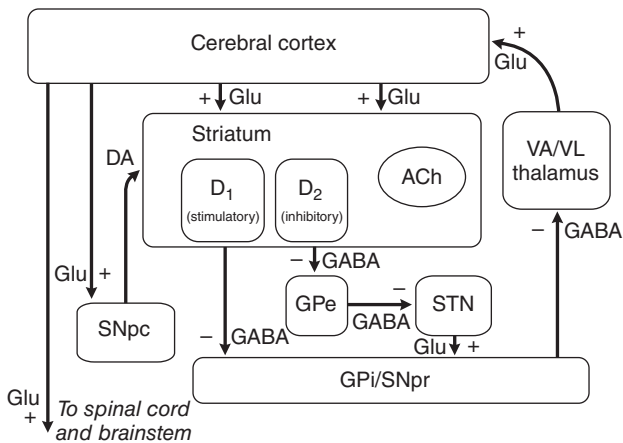 Cerebral cortex
+
Glu
+ Glu
+ Glu
Striatum
DA
D1
(stimulatory)
D2
(inhibitory)
ACh
VA/VL
thalamus
− GABA
− GABA
Glu +
SNpc
GPe
−
GABA
STN
− GABA
Glu +
GPi/SNpr
Glu
+
To spinal cord
and brainstem